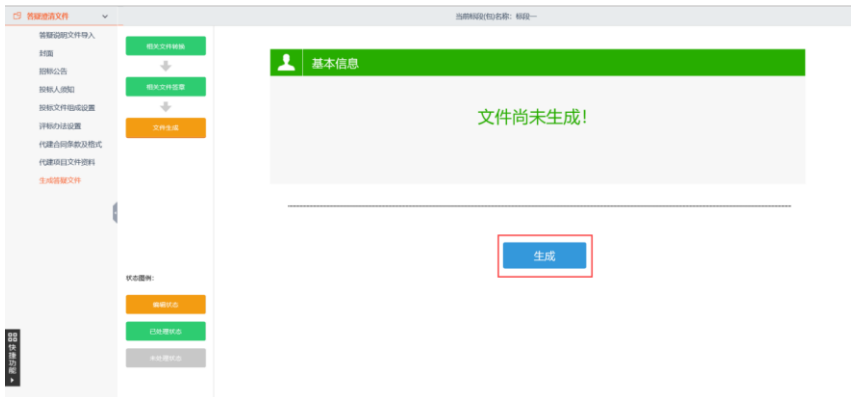 答疑澄清文件
当前标段(包)名称：标段一
答疑说明文件导入
封面
招标公告
投标人须知
投标文件组成设置
评标办法设置
代建合同条款及格式
代建项目文件资料
生成答疑文件
相关文件转换
相关文件签章
文件生成
基本信息
文件尚未生成！
生成
状态图例：
编辑状态
已处理状态
未处理状态
快捷功能